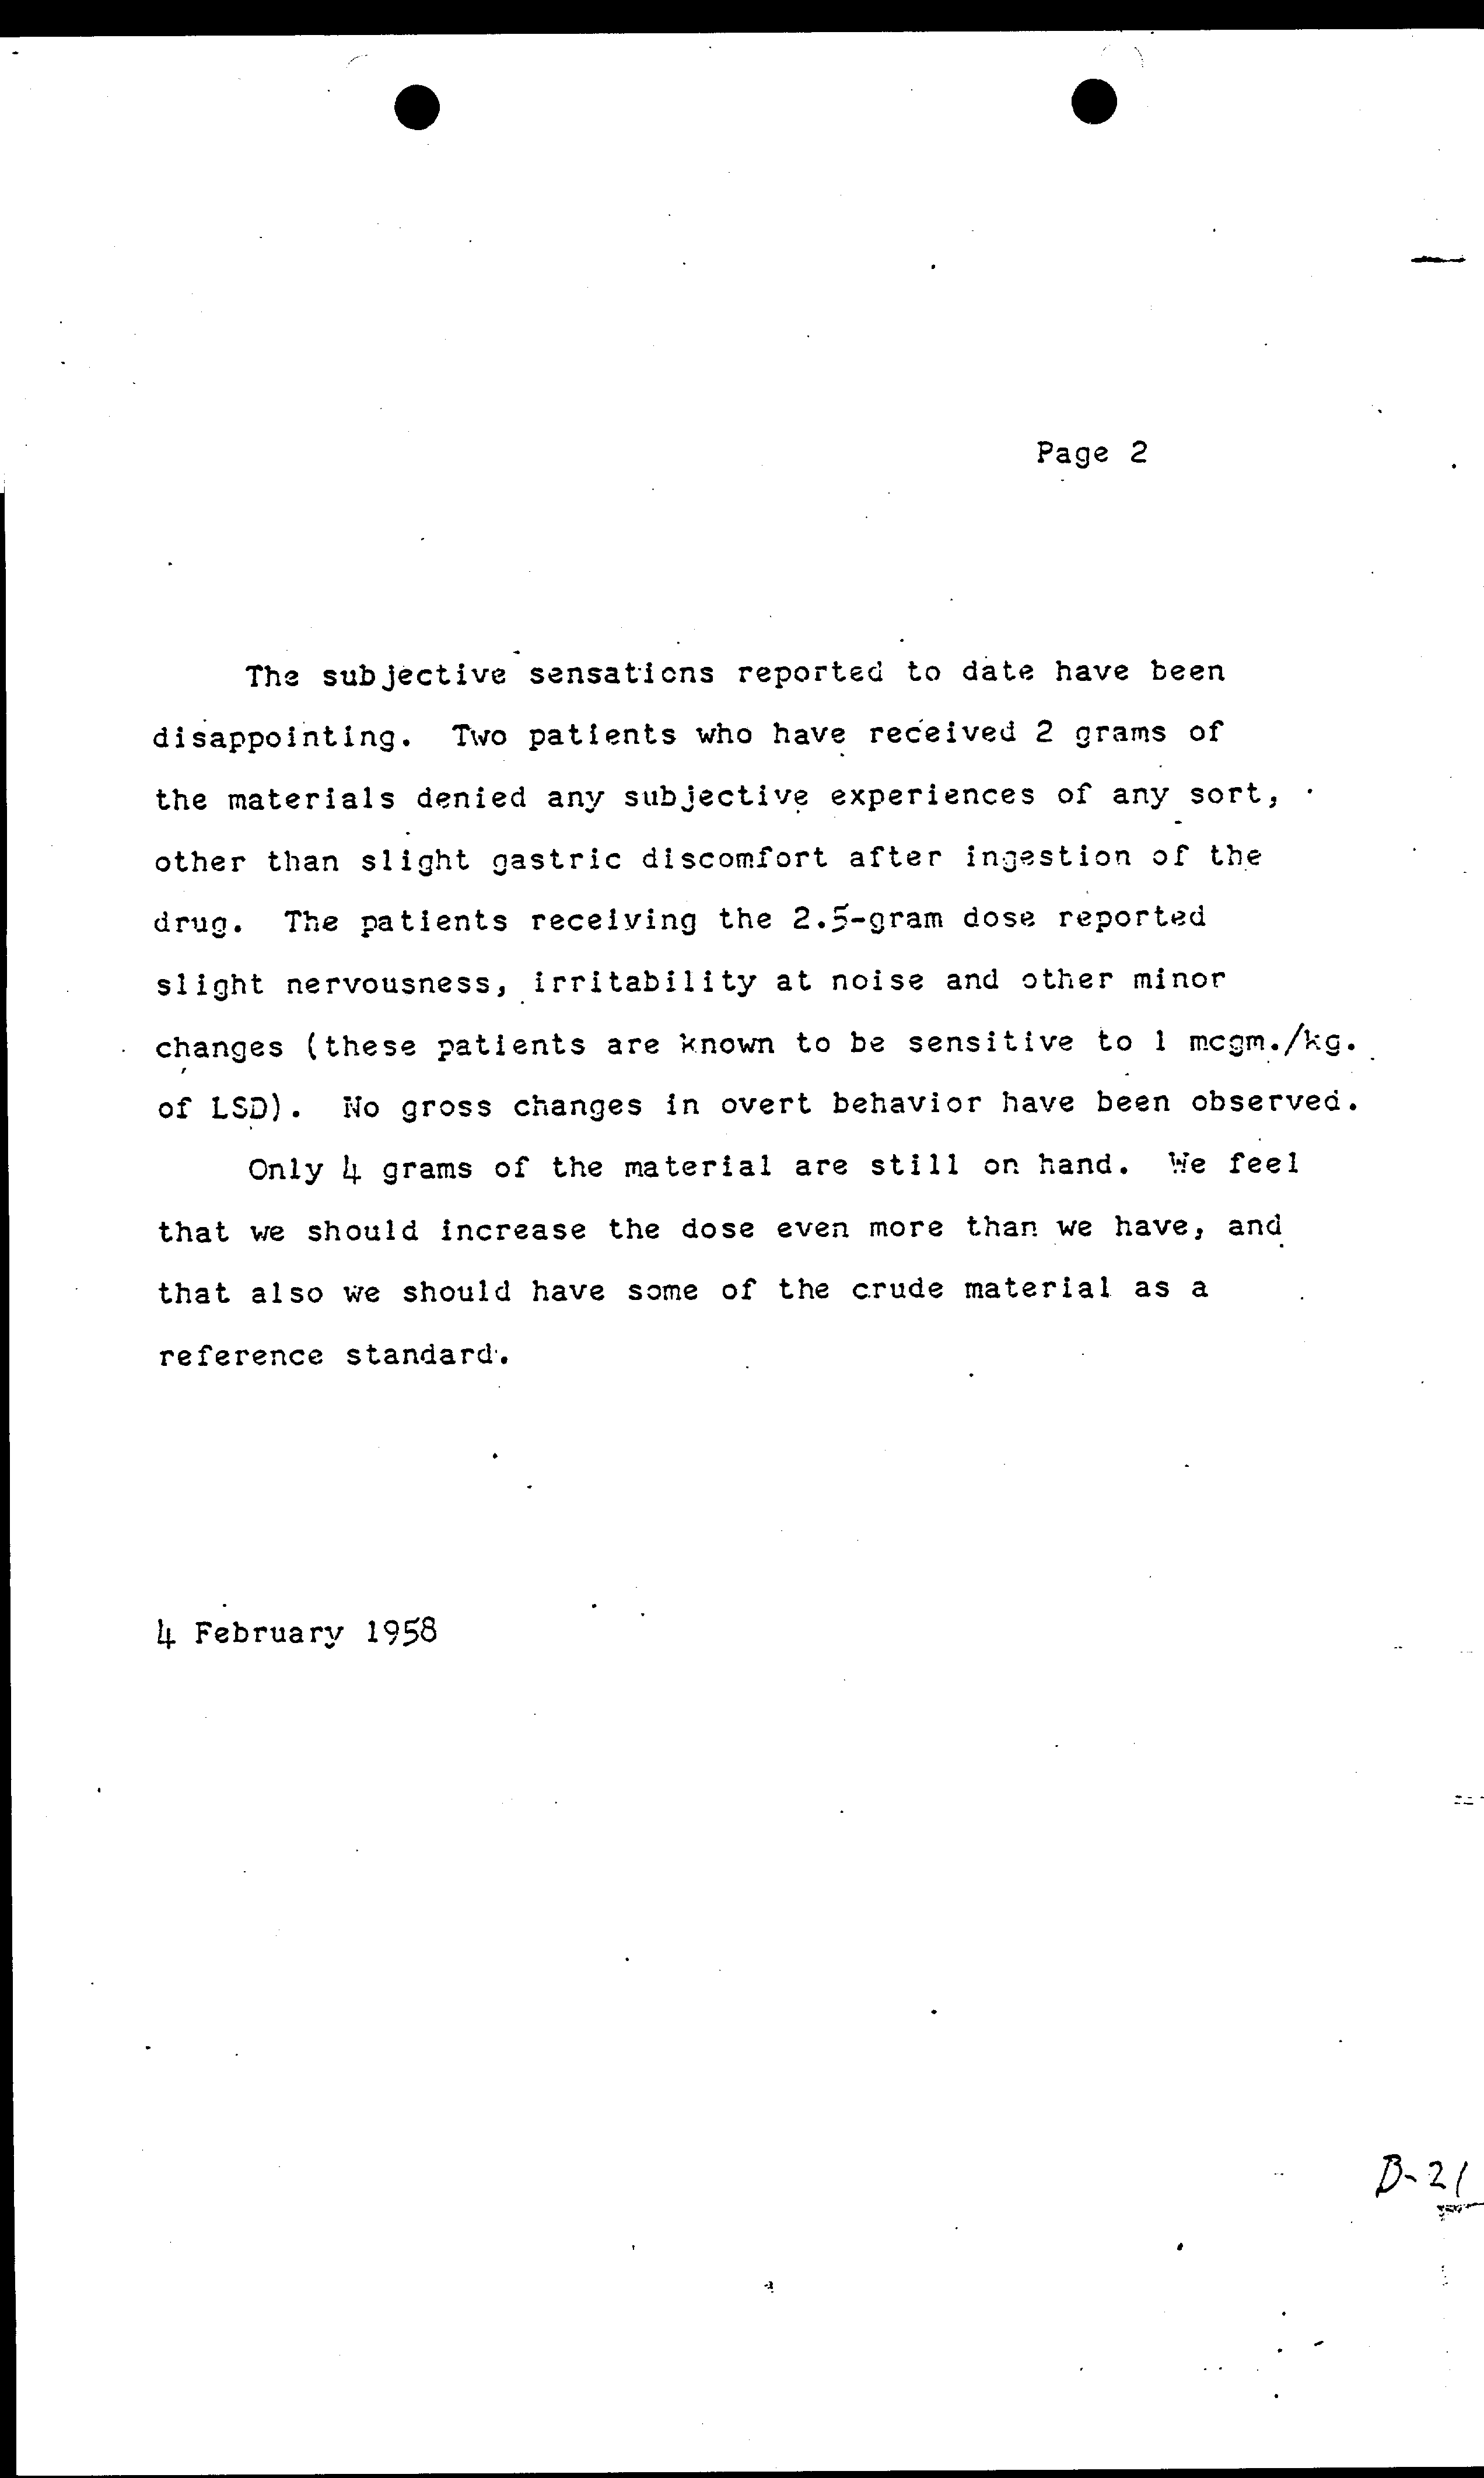 Page 2
The subjective sensations reported to date have been
disappointing. Two patients who have received 2 grams of
the materials denied any subjective experiences of any sort,
other than slight gastric discomfort after ingestion of the
drug. The patients receiving the 2.5-gram dose reported
slight nervousness, irritability at noise and other minor
changes (these patients are known to be sensitive to 1 mcgm./kg.
of LSD). No gross changes in overt behavior have been observed.
Only 4 grams of the material are still on hand. We feel
that we should increase the dose even more than we have, and
that also we should have some of the crude material as a
reference standard.
4 February 1958
B-21